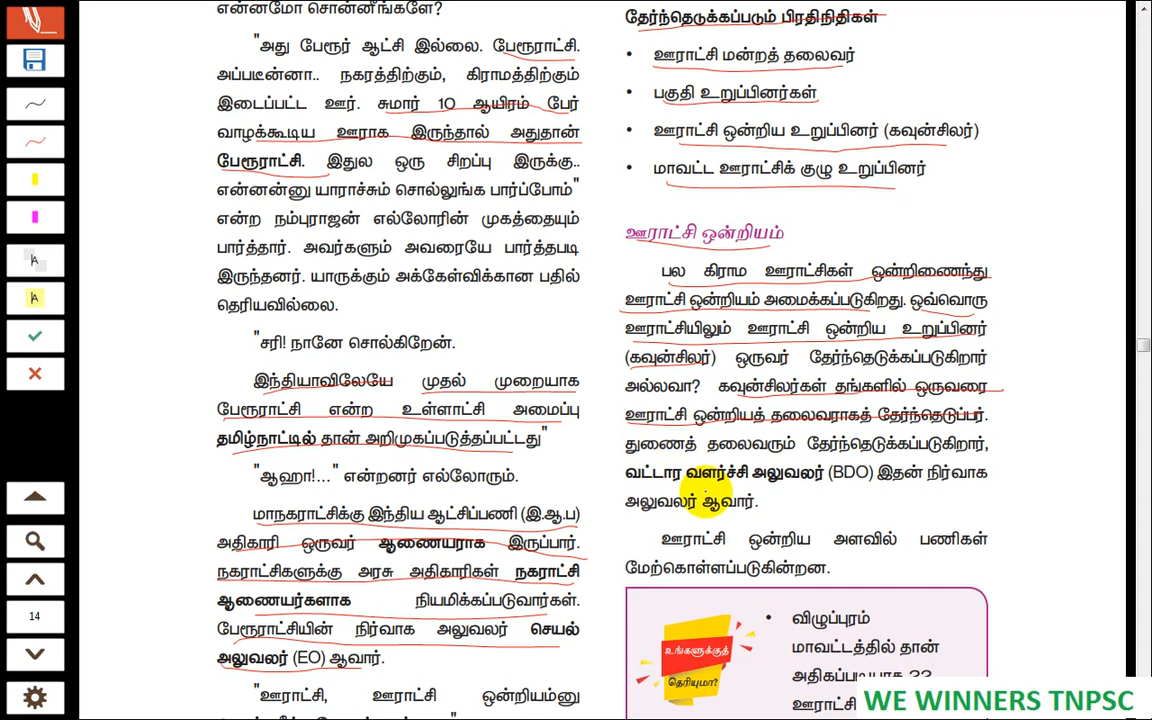 என்னமோ சொன்னீங்களே?
"அது பேரூர் ஆட்சி இல்லை. பேரூராட்சி.
அப்படீன்னா.. நகரத்திற்கும், கிராமத்திற்கும்
இடைப்பட்ட ஊர். சுமார் 10 ஆயிரம் பேர்
வாழக்கூடிய ஊராக இருந்தால் அதுதான்
பேரூராட்சி. இதுல ஒரு சிறப்பு இருக்கு..
என்னன்னு யாராச்சும் சொல்லுங்க பார்ப்போம்"
என்ற நம்புராஜன் எல்லோரின் முகத்தையும்
பார்த்தார். அவர்களும் அவரையே பார்த்தபடி
இருந்தனர். யாருக்கும் அக்கேள்விக்கான பதில்
தெரியவில்லை.
"சரி! நானே சொல்கிறேன்.
இந்தியாவிலேயே முதல் முறையாக
பேரூராட்சி என்ற உள்ளாட்சி அமைப்பு
தமிழ்நாட்டில் தான் அறிமுகப்படுத்தப்பட்டது"
"ஆஹா!..." என்றனர் எல்லோரும்.
மாநகராட்சிக்கு இந்திய ஆட்சிப்பணி (இ.ஆ.ப)
அதிகாரி ஒருவர் ஆணையராக இருப்பார்.
நகராட்சிகளுக்கு அரசு அதிகாரிகள் நகராட்சி
ஆணையர்களாக நியமிக்கப்படுவார்கள்.
பேரூராட்சியின் நிர்வாக அலுவலர் செயல்
அலுவலர் (EO) ஆவார்.
"ஊராட்சி, ஊராட்சி ஒன்றியம்னு
தேர்ந்தெடுக்கப்படும் பிரதிநிதிகள்
• ஊராட்சி மன்றத் தலைவர்
• பகுதி உறுப்பினர்கள்
• ஊராட்சி ஒன்றிய உறுப்பினர் (கவுன்சிலர்)
• மாவட்ட ஊராட்சிக் குழு உறுப்பினர்
ஊராட்சி ஒன்றியம்
பல கிராம ஊராட்சிகள் ஒன்றிணைந்து
ஊராட்சி ஒன்றியம் அமைக்கப்படுகிறது. ஒவ்வொரு
ஊராட்சியிலும் ஊராட்சி ஒன்றிய உறுப்பினர்
(கவுன்சிலர்) ஒருவர் தேர்ந்தெடுக்கப்படுகிறார்
அல்லவா? கவுன்சிலர்கள் தங்களில் ஒருவரை
ஊராட்சி ஒன்றியத் தலைவராகத் தேர்ந்தெடுப்பர்.
துணைத் தலைவரும் தேர்ந்தெடுக்கப்படுகிறார்,
வட்டார வளர்ச்சி அலுவலர் (BDO) இதன் நிர்வாக
அலுவலர் ஆவார்.
ஊராட்சி ஒன்றிய அளவில் பணிகள்
மேற்கொள்ளப்படுகின்றன.
உங்களுக்குத்
தெரியுமா?
• விழுப்புரம்
மாவட்டத்தில் தான்
அதிகப்படியாக 22
ஊராட்சி
14
WE WINNERS TNPSC